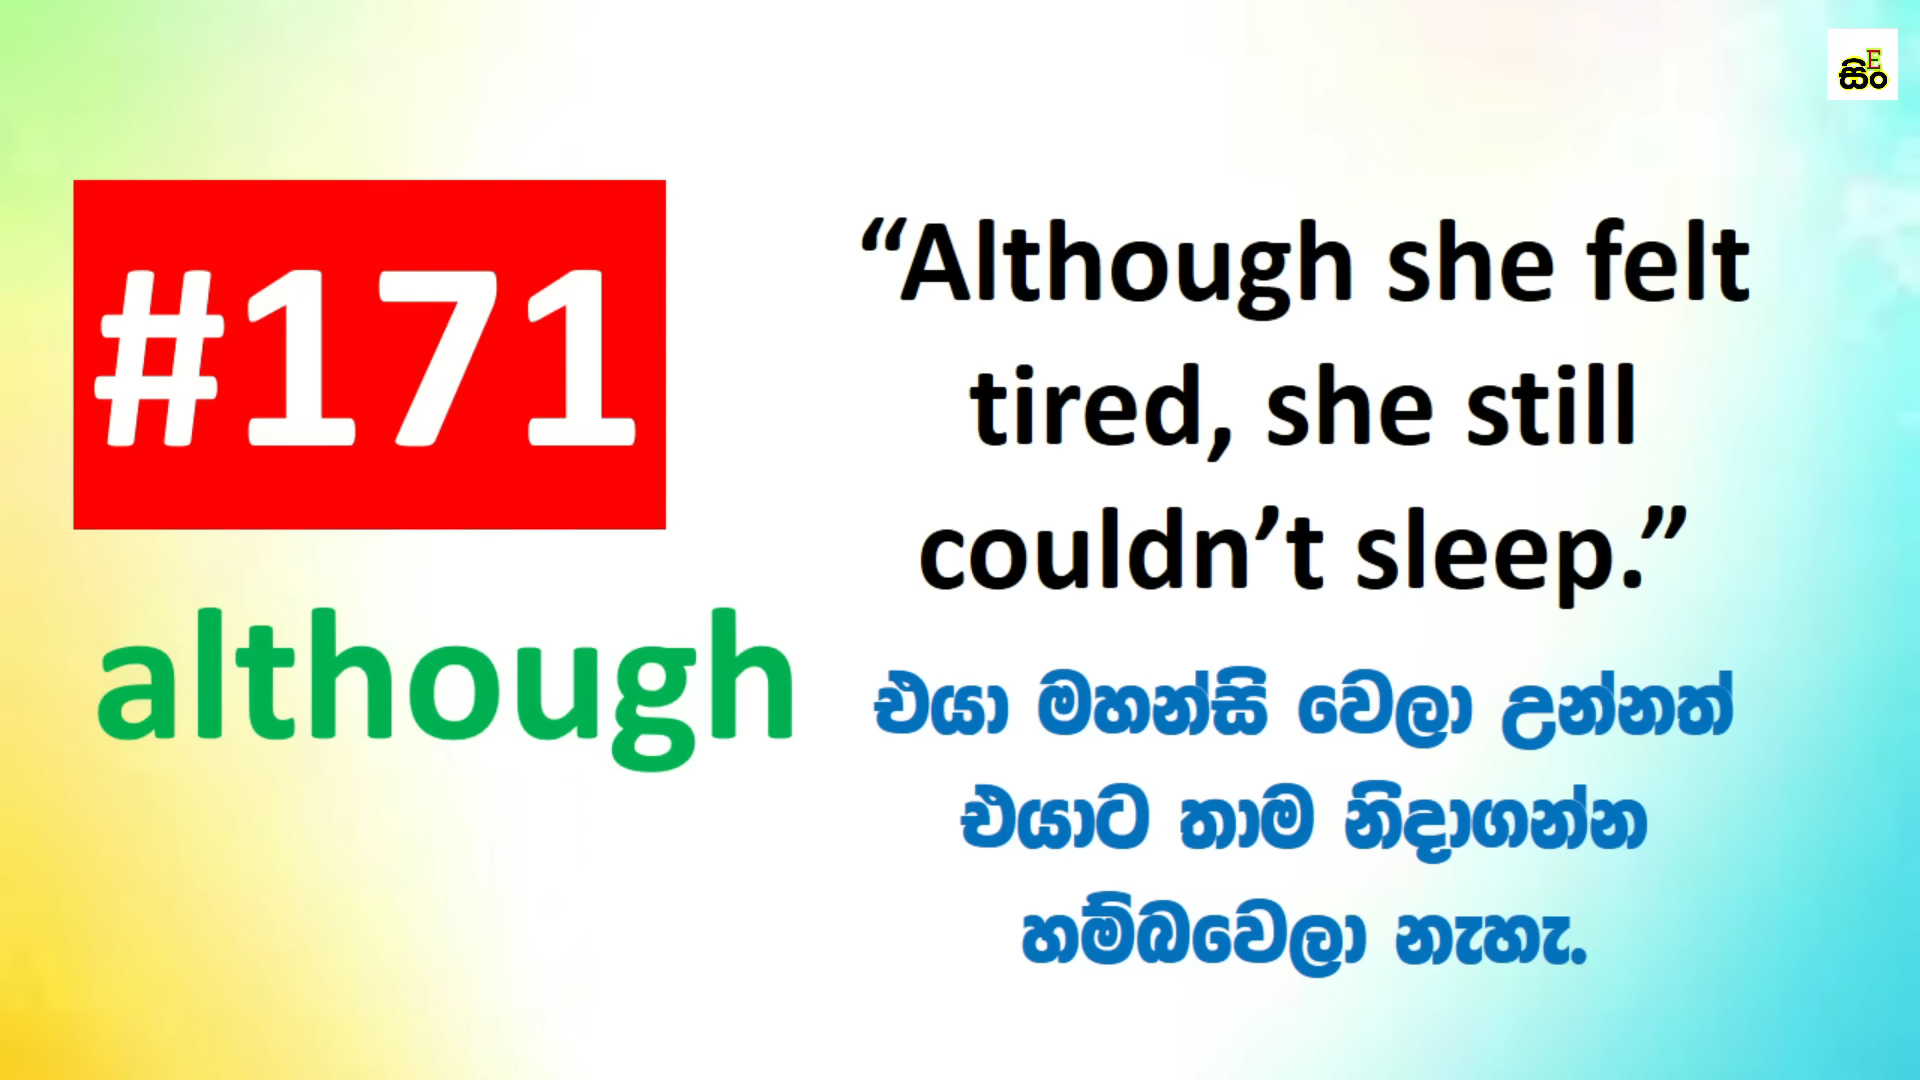 සිංE
#171
although
“Although she felt
tired, she still
couldn’t sleep.”
එයා මහන්සි වෙලා උන්නත්
එයාට තාම නිදාගන්න
හම්බවෙලා නැහැ.